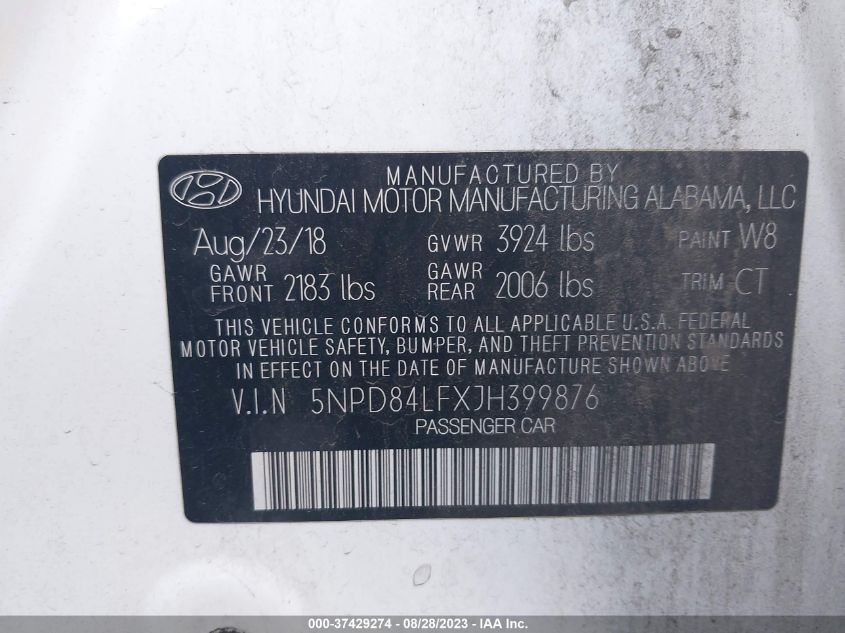 MANUFACTURED BY
HYUNDAI MOTOR MANUFACTURING ALABAMA, LLC
Aug/23/18 GVWR 3924 lbs PAINT W8
GAWR FRONT 2183 lbs GAWR REAR 2006 lbs TRIM CT
THIS VEHICLE CONFORMS TO ALL APPLICABLE U.S.A. FEDERAL
MOTOR VEHICLE SAFETY, BUMPER, AND THEFT PREVENTION STANDARDS
IN EFFECT ON THE DATE OF MANUFACTURE SHOWN ABOVE
V.I.N 5NPD84LFXJH399876
PASSENGER CAR
000-37429274 - 08/28/2023 - IAA Inc.